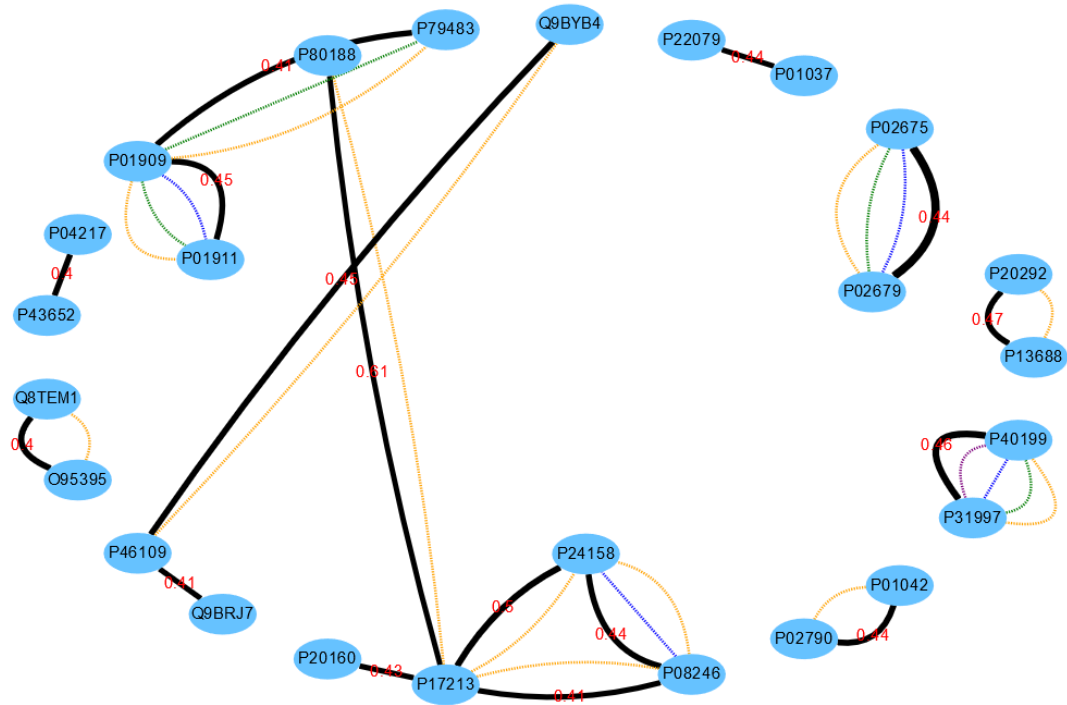 Q9BYB4
P79483
P22079
P80188
0.44
0.41
P01037
P02675
P01909
0.45
0.44
P04217
P01911
0.4
P20292
0.45
P02679
P43652
0.47
P13688
0.61
Q8TEM1
P40199
0.4
0.46
O95395
P31997
P46109
P24158
0.41
P01042
0.6
Q9BRJ7
0.44
P02790
0.44
P20160
0.43
P17213
P08246
0.41